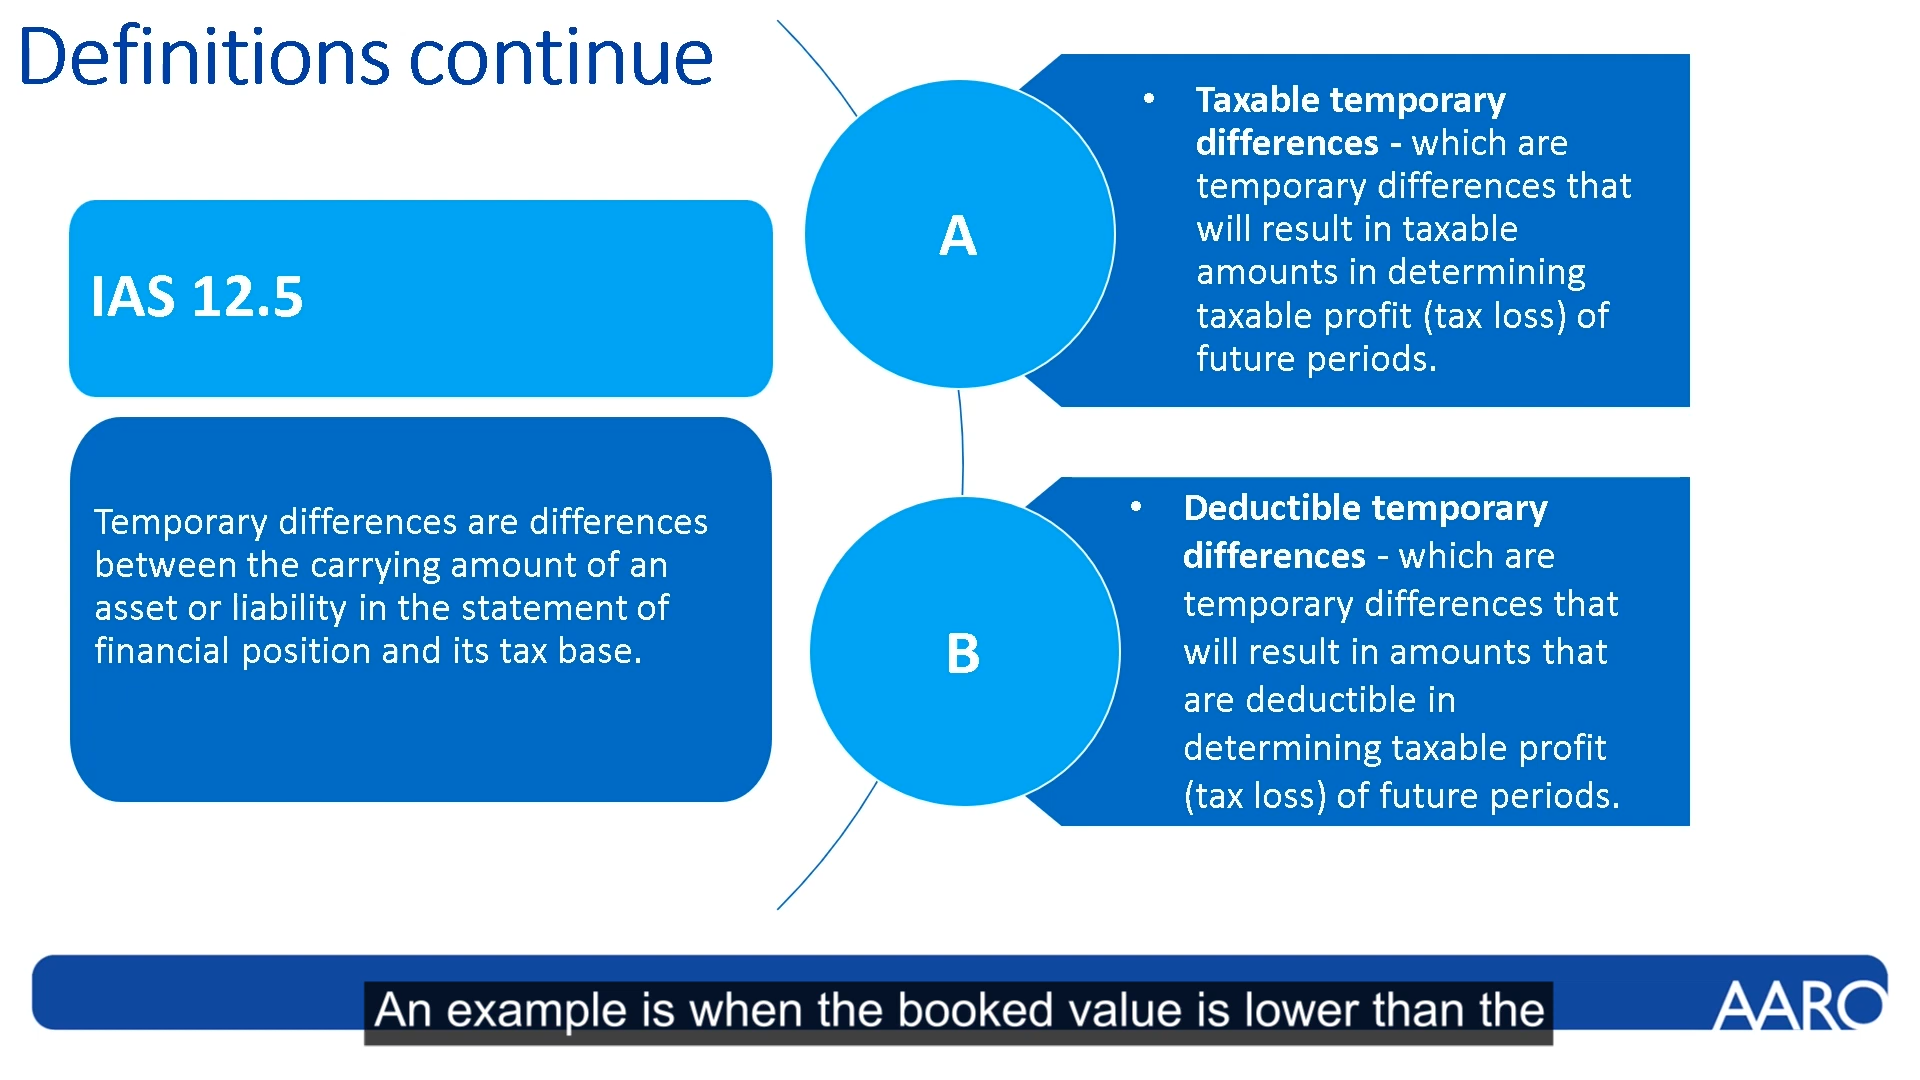 Definitions continue
IAS 12.5
Temporary differences are differences
between the carrying amount of an
asset or liability in the statement of
financial position and its tax base.
A
• Taxable temporary
differences - which are
temporary differences that
will result in taxable
amounts in determining
taxable profit (tax loss) of
future periods.
B
• Deductible temporary
differences - which are
temporary differences that
will result in amounts that
are deductible in
determining taxable profit
(tax loss) of future periods.
An example is when the booked value is lower than the
AARO